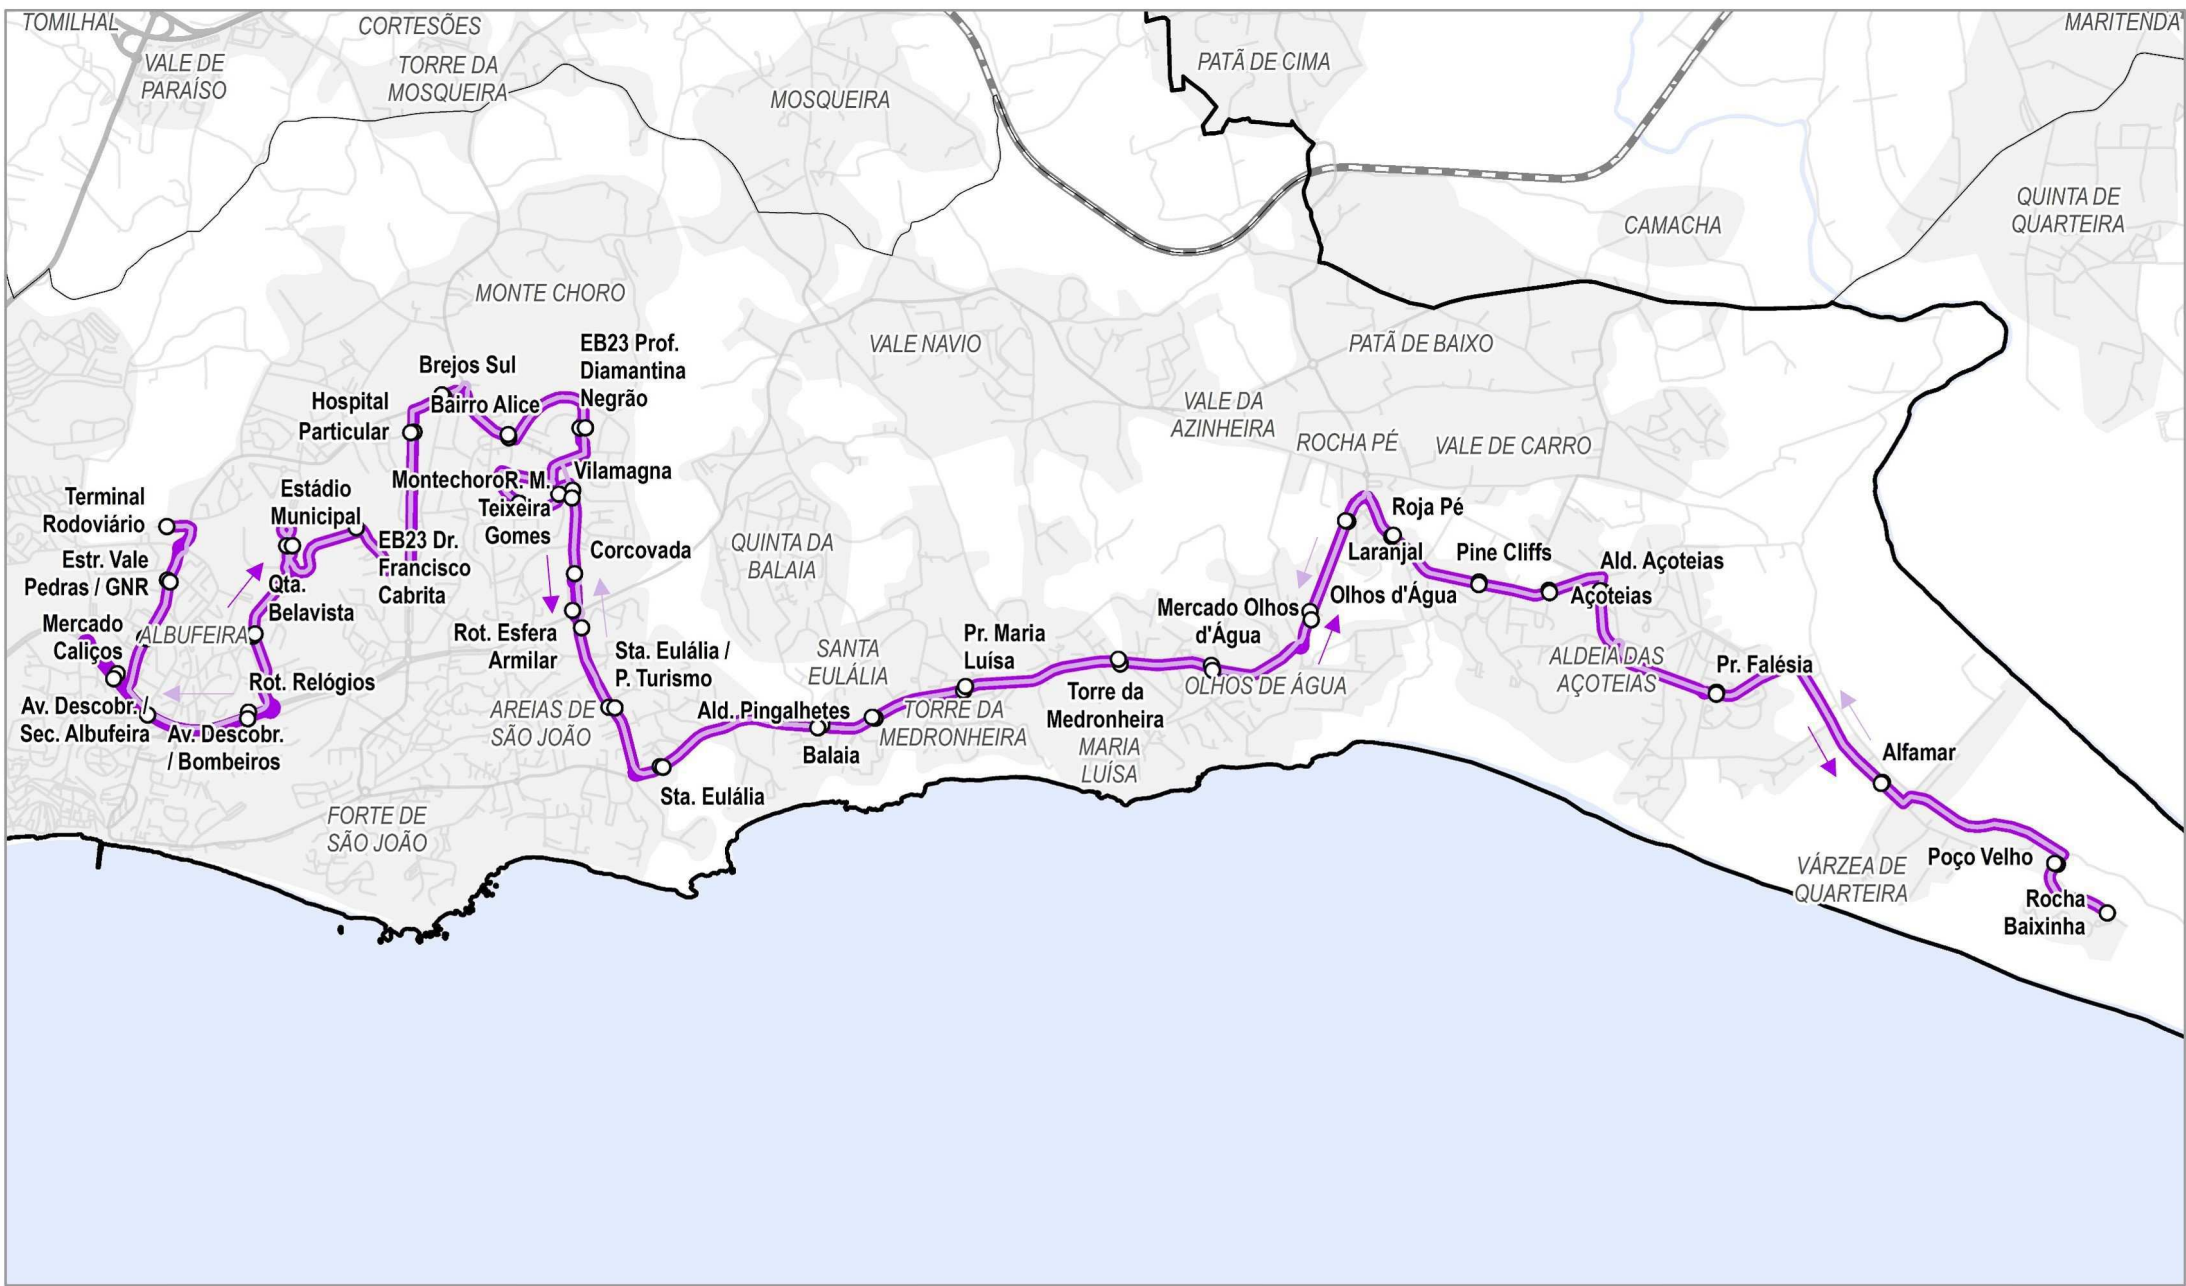 TOMILHAL
CORTESÕES
MARITENDA
VALE DE
PARAÍSO
TORRE DA
MOSQUEIRA
PATÃ DE CIMA
MOSQUEIRA
QUINTA DE
QUARTEIRA
CAMACHA
MONTE CHORO
VALE NAVIO
PATÃ DE BAIXO
EB23 Prof.
Diamantina
Negrão
Brejos Sul
Bairro Alice
Hospital
Particular
VALE DA
AZINHEIRA
ROCHA PÉ
VALE DE CARRO
Vilamagna
Montechoro
R. M.
Teixeira
Gomes
Terminal
Rodoviário
Estádio
Municipal
Roja Pé
Laranjal
Pine Cliffs
Ald. Açoteias
Açoteias
Estr. Vale
Pedras / GNR
EB23 Dr.
Francisco
Cabrita
Corcovada
QUINTA DA
BALAIA
Qta.
Belavista
Olhos d'Água
Mercado Olhos
d'Água
Mercado
Caliços
ALBUFEIRA
Rot. Esfera
Armilar
Sta. Eulália /
P. Turismo
SANTA
EULÁLIA
Pr. Maria
Luísa
ALDEIA DAS
AÇOTEIAS
Pr. Falésia
Rot. Relógios
OLHOS DE ÁGUA
Av. Descobr. /
Sec. Albufeira
Av. Descobr.
/ Bombeiros
AREIAS DE
SÃO JOÃO
Ald. Pingalhetes
TORRE DA
MEDRONHEIRA
Torre da
Medronheira
MARIA
LUÍSA
Balaia
Alfamar
Sta. Eulália
FORTE DE
SÃO JOÃO
VÁRZEA DE
QUARTEIRA
Poço Velho
Rocha
Baixinha